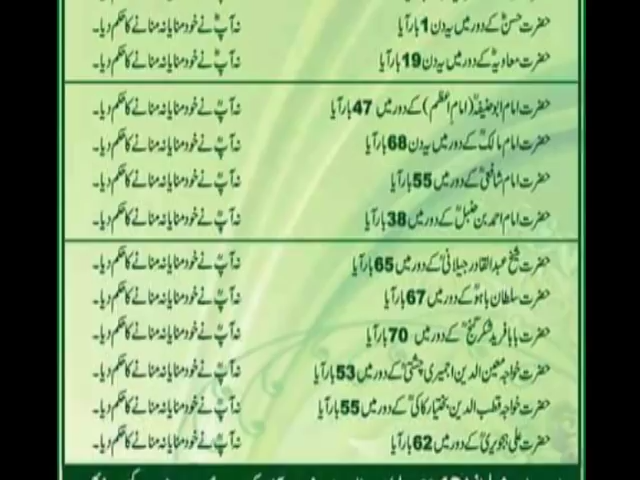 حضرت حسنؓ کے دور میں یہ دن 1 بار آیا نہ آپؓ نے خود منایا نہ منانے کا حکم دیا۔
حضرت معاویہؓ کے دور میں یہ دن 19 بار آیا نہ آپؓ نے خود منایا نہ منانے کا حکم دیا۔
حضرت امام ابو حنیفہؒ (امام اعظم) کے دور میں 47 بار آیا نہ آپؒ نے خود منایا نہ منانے کا حکم دیا۔
حضرت امام مالکؒ کے دور میں یہ دن 68 بار آیا نہ آپؒ نے خود منایا نہ منانے کا حکم دیا۔
حضرت امام شافعیؒ کے دور میں 55 بار آیا نہ آپؒ نے خود منایا نہ منانے کا حکم دیا۔
حضرت امام احمد بن حنبلؒ کے دور میں 38 بار آیا نہ آپؒ نے خود منایا نہ منانے کا حکم دیا۔
حضرت شیخ عبدالقادر جیلانیؒ کے دور میں 65 بار آیا نہ آپؒ نے خود منایا نہ منانے کا حکم دیا۔
حضرت سلطان باہوؒ کے دور میں 67 بار آیا نہ آپؒ نے خود منایا نہ منانے کا حکم دیا۔
حضرت بابا فرید شکر گنجؒ کے دور میں 70 بار آیا نہ آپؒ نے خود منایا نہ منانے کا حکم دیا۔
حضرت خواجہ معین الدین اجمیری چشتیؒ کے دور میں 53 بار آیا نہ آپؒ نے خود منایا نہ منانے کا حکم دیا۔
حضرت خواجہ قطب الدین بختیار کاکیؒ کے دور میں 55 بار آیا نہ آپؒ نے خود منایا نہ منانے کا حکم دیا۔
حضرت علی ہجویریؒ کے دور میں 62 بار آیا نہ آپؒ نے خود منایا نہ منانے کا حکم دیا۔